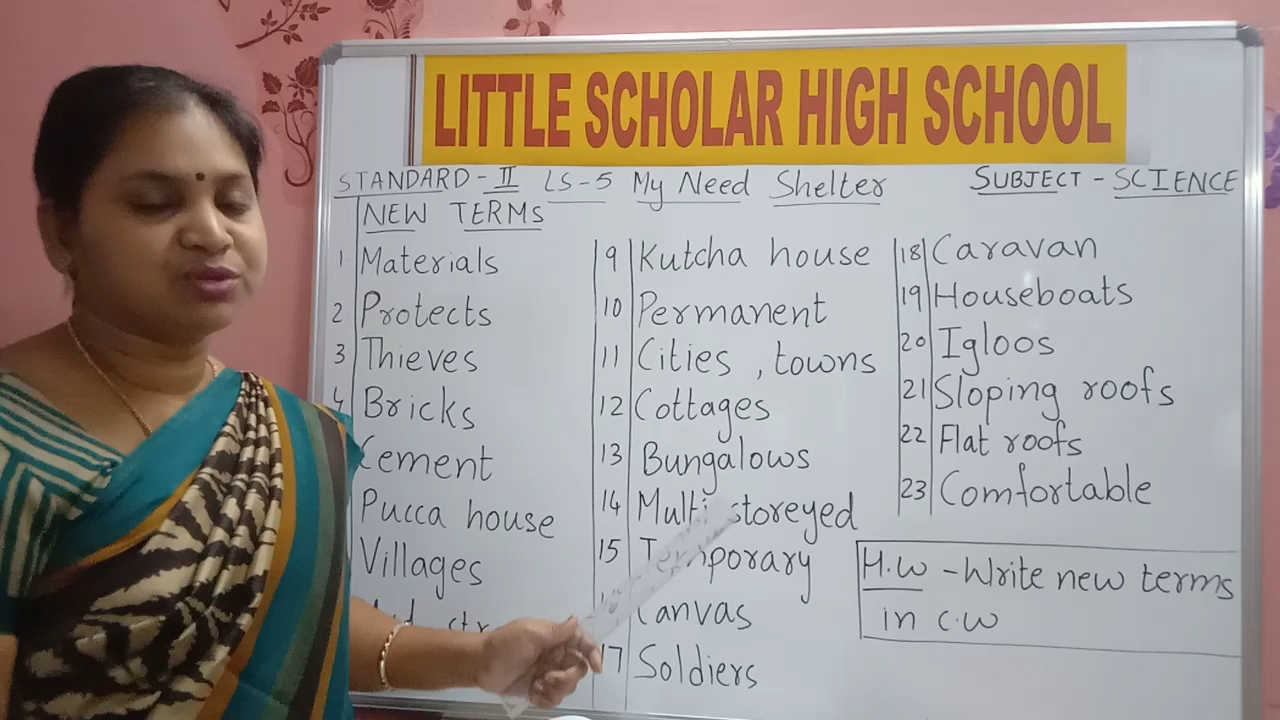 LITTLE SCHOLAR HIGH SCHOOL
STANDARD - II LS-5 My Need Shelter SUBJECT - SCIENCE
NEW TERMS
1 Materials
2 Protects
3 Thieves
4 Bricks
Cement
Pucca house
Villages
9 Kutcha house
10 Permanent
11 Cities , towns
12 Cottages
13 Bungalows
14 Multi storeyed
15 Temporary
Canvas
17 Soldiers
18 Caravan
19 Houseboats
20 Igloos
21 Sloping roofs
22 Flat roofs
23 Comfortable
H.W - Write new terms
in C.W